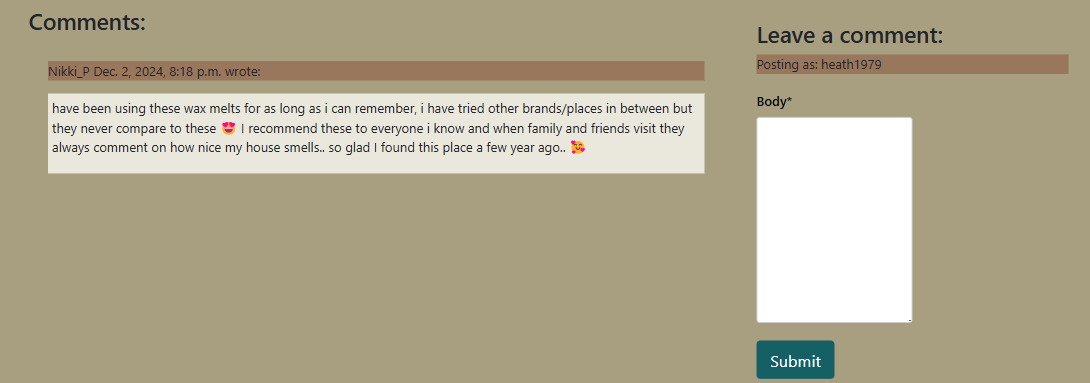 Comments:
Nikki_P Dec. 2, 2024, 8:18 p.m. wrote:
have been using these wax melts for as long as i can remember, i have tried other brands/places in between but
they never compare to these 😍 I recommend these to everyone i know and when family and friends visit they
always comment on how nice my house smells.. so glad I found this place a few year ago.. 🥰
Leave a comment:
Posting as: heath1979
Body*
Submit